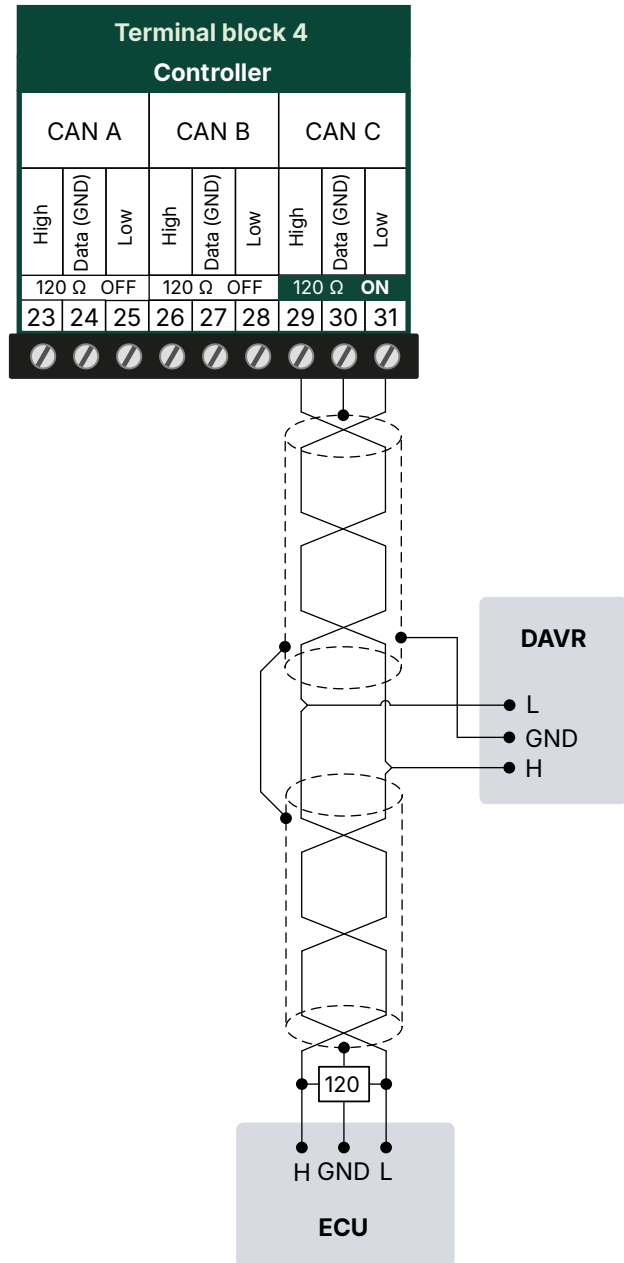 Terminal block 4
Controller
CAN A CAN B CAN C
High Data (GND) Low High Data (GND) Low High Data (GND) Low
120 Ω OFF 120 Ω OFF 120 Ω ON
23 24 25 26 27 28 29 30 31
DAVR
L
GND
H
120
H GND L
ECU